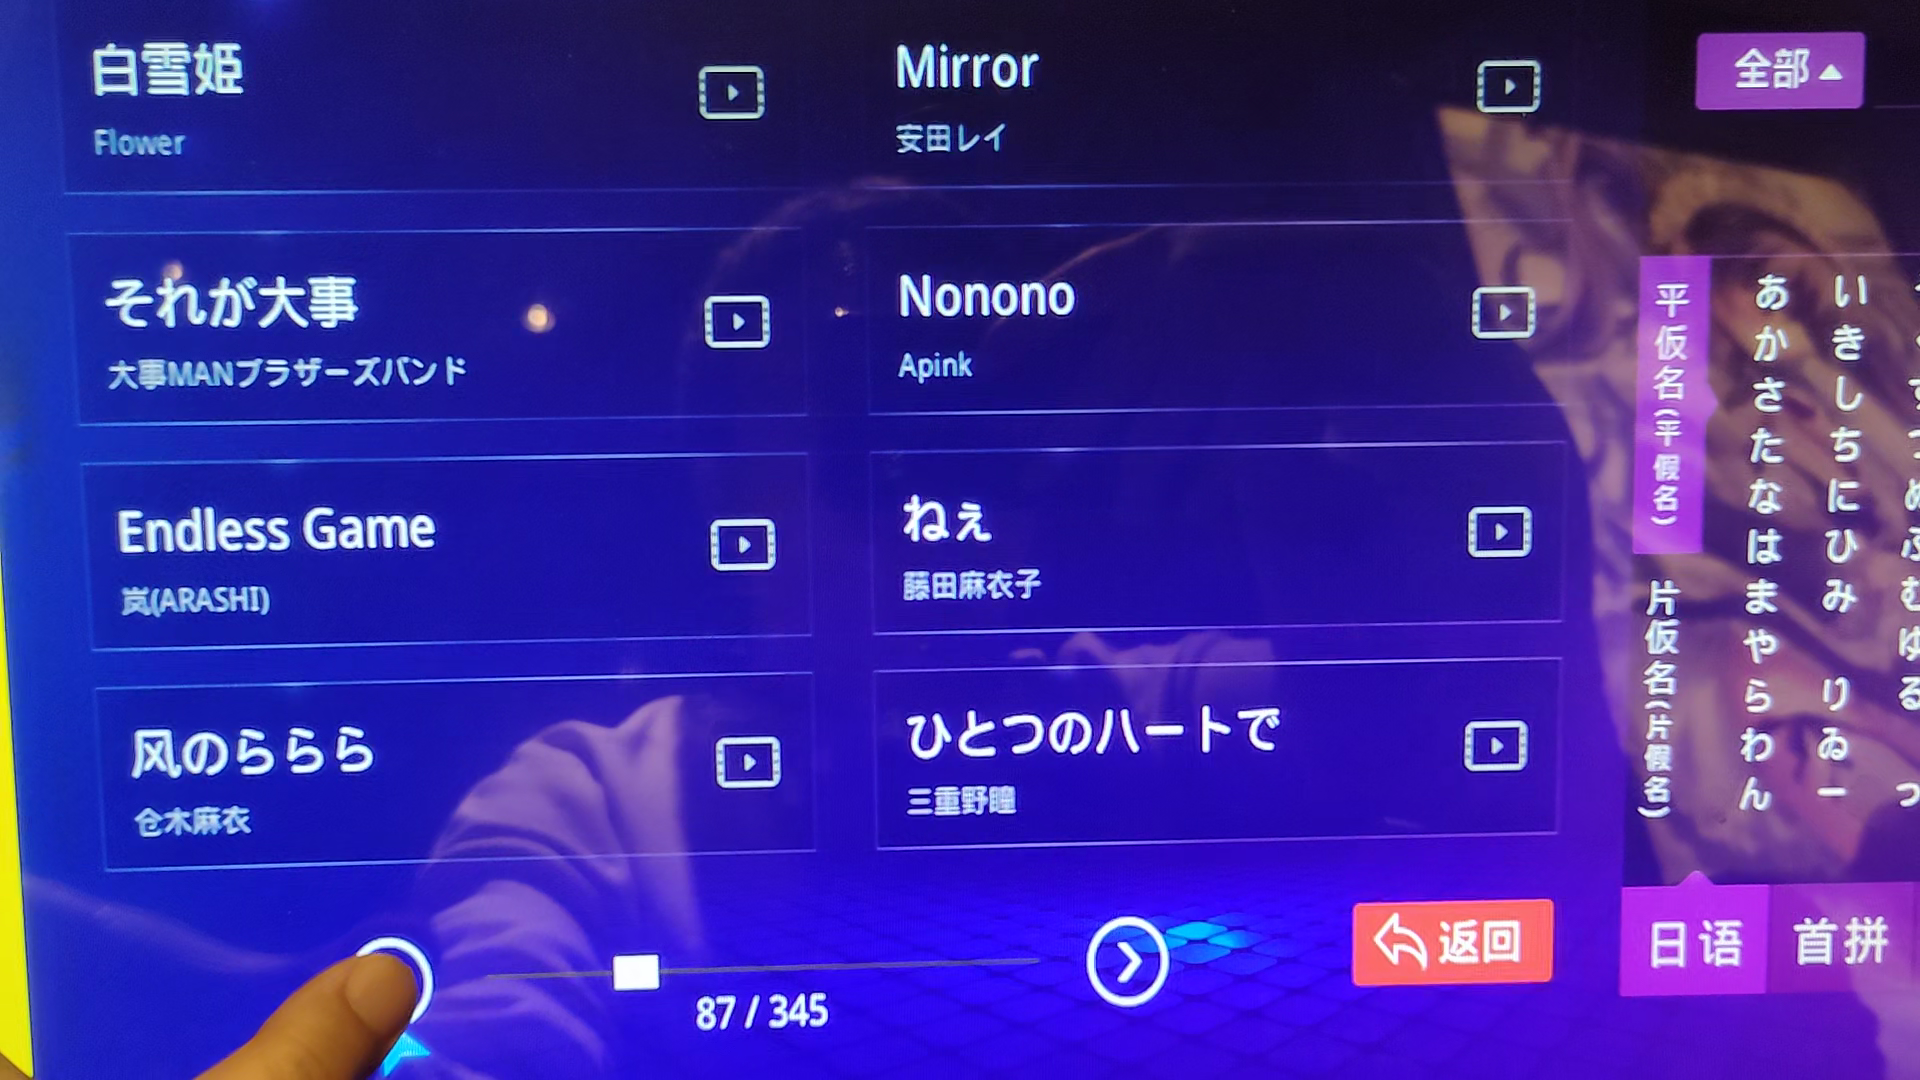 白雪姫
Flower
Mirror
安田レイ
それが大事
大事MANブラザーズバンド
Nonono
Apink
Endless Game
岚(ARASHI)
ねぇ
藤田麻衣子
风のららら
仓木麻衣
ひとつのハートで
三重野瞳
87 / 345
返回
全部
平仮名(平假名)
片仮名(片假名)
あかさたなはまやらわん
いきしちにひみ りゐー
日语
首拼